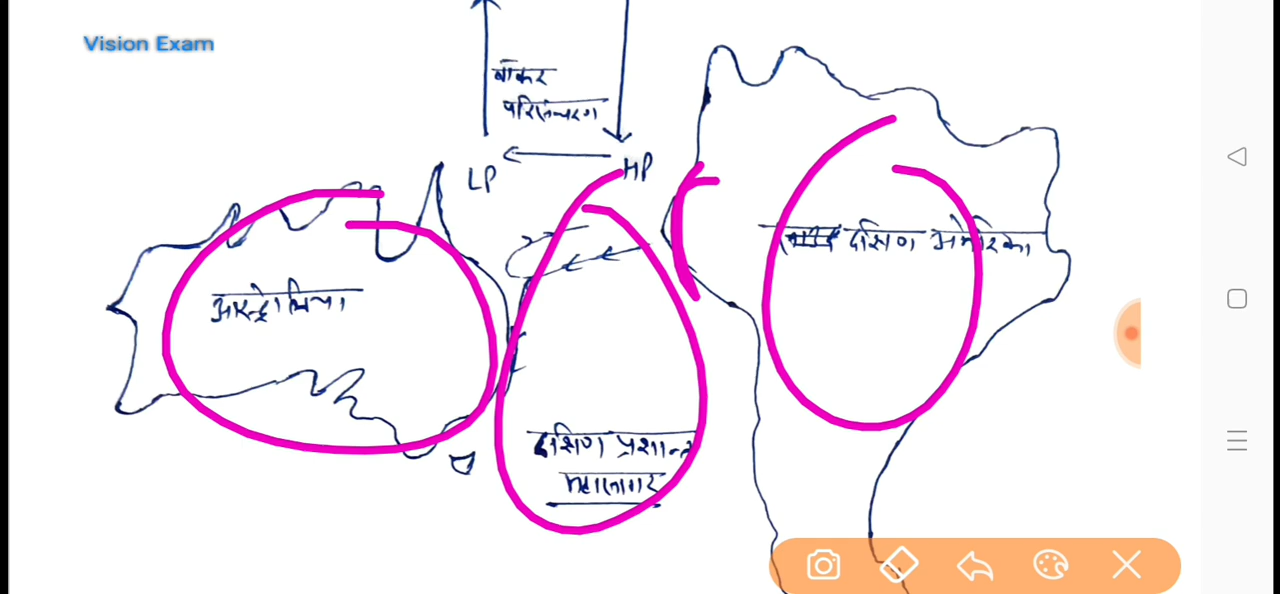 Vision Exam
वॉकर
परिसंचरण
LP
HP
दक्षिण अमेरिका
आस्ट्रेलिया
दक्षिण प्रशान्त
महासागर